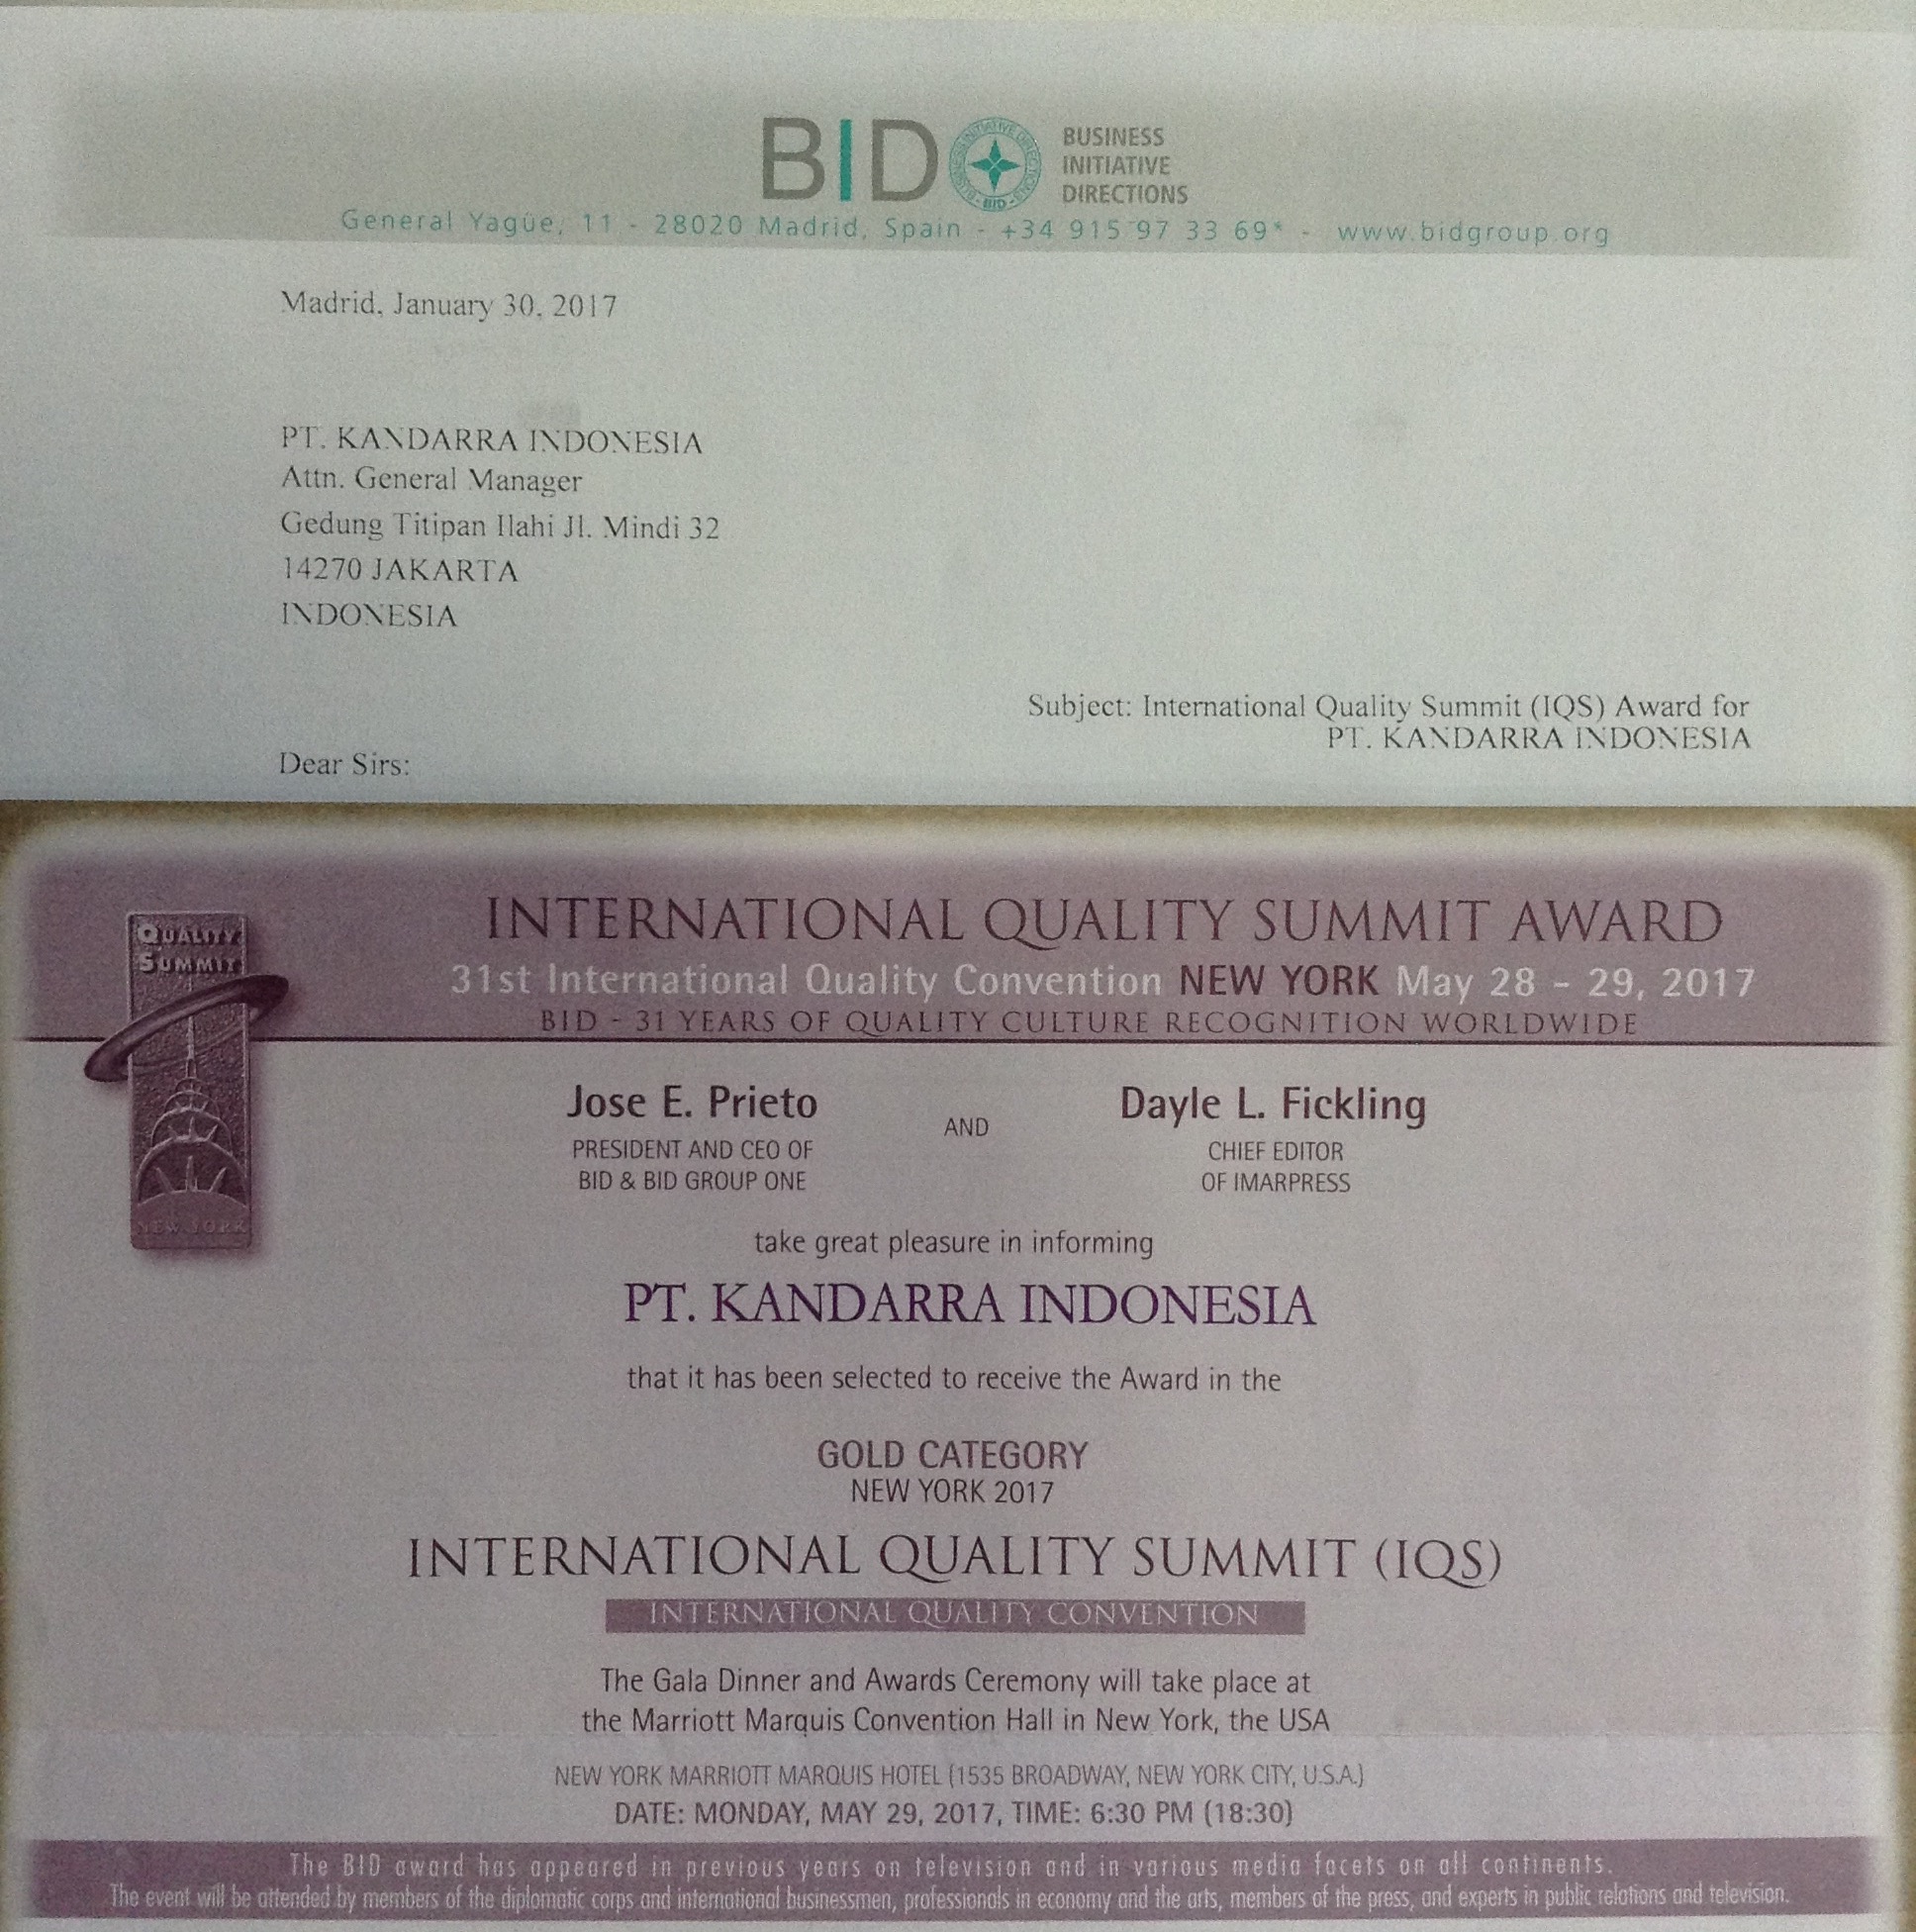 BID
BUSINESS
INITIATIVE
DIRECTIONS
General Yagüe, 11 - 28020 Madrid, Spain - +34 915 97 33 69* - www.bidgroup.org
Madrid, January 30, 2017
PT. KANDARRA INDONESIA
Attn. General Manager
Gedung Titipan Ilahi Jl. Mindi 32
14270 JAKARTA
INDONESIA
Subject: International Quality Summit (IQS) Award for
PT. KANDARRA INDONESIA
Dear Sirs:
QUALITY
SUMMIT
NEW YORK
INTERNATIONAL QUALITY SUMMIT AWARD
31st International Quality Convention NEW YORK May 28 - 29, 2017
BID - 31 YEARS OF QUALITY CULTURE RECOGNITION WORLDWIDE
Jose E. Prieto
PRESIDENT AND CEO OF
BID & BID GROUP ONE
AND
Dayle L. Fickling
CHIEF EDITOR
OF IMARPRESS
take great pleasure in informing
PT. KANDARRA INDONESIA
that it has been selected to receive the Award in the
GOLD CATEGORY
NEW YORK 2017
INTERNATIONAL QUALITY SUMMIT (IQS)
INTERNATIONAL QUALITY CONVENTION
The Gala Dinner and Awards Ceremony will take place at
the Marriott Marquis Convention Hall in New York, the USA
NEW YORK MARRIOTT MARQUIS HOTEL (1535 BROADWAY, NEW YORK CITY, U.S.A.)
DATE: MONDAY, MAY 29, 2017, TIME: 6:30 PM (18:30)
The BID award has appeared in previous years on television and in various media facets on all continents.
The event will be attended by members of the diplomatic corps and international businessmen, professionals in economy and the arts, members of the press, and experts in public relations and television.